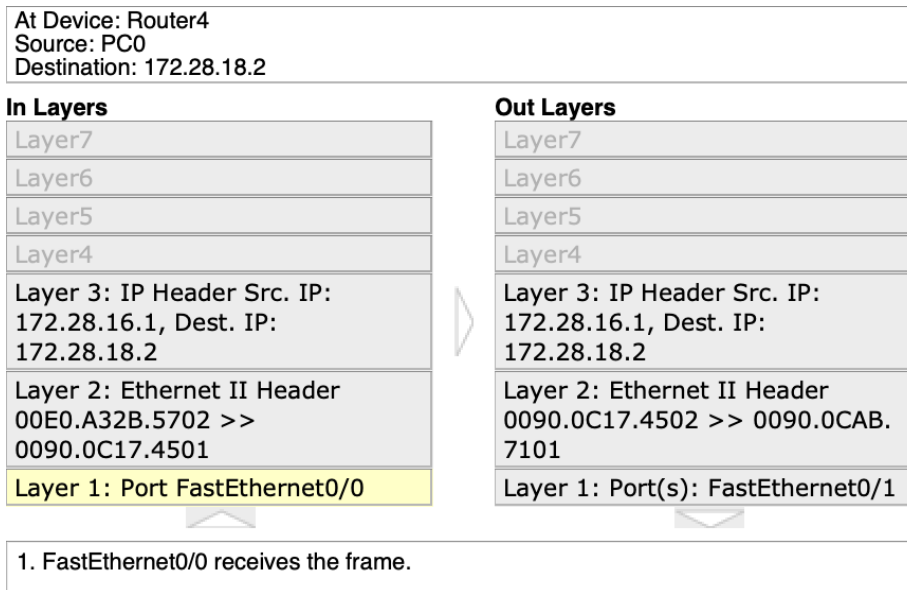 At Device: Router4
Source: PC0
Destination: 172.28.18.2
In Layers
Layer7
Layer6
Layer5
Layer4
Layer 3: IP Header Src. IP:
172.28.16.1, Dest. IP:
172.28.18.2
Layer 2: Ethernet II Header
00E0.A32B.5702 >>
0090.0C17.4501
Layer 1: Port FastEthernet0/0
Out Layers
Layer7
Layer6
Layer5
Layer4
Layer 3: IP Header Src. IP:
172.28.16.1, Dest. IP:
172.28.18.2
Layer 2: Ethernet II Header
0090.0C17.4502 >> 0090.0CAB.
7101
Layer 1: Port(s): FastEthernet0/1
1. FastEthernet0/0 receives the frame.